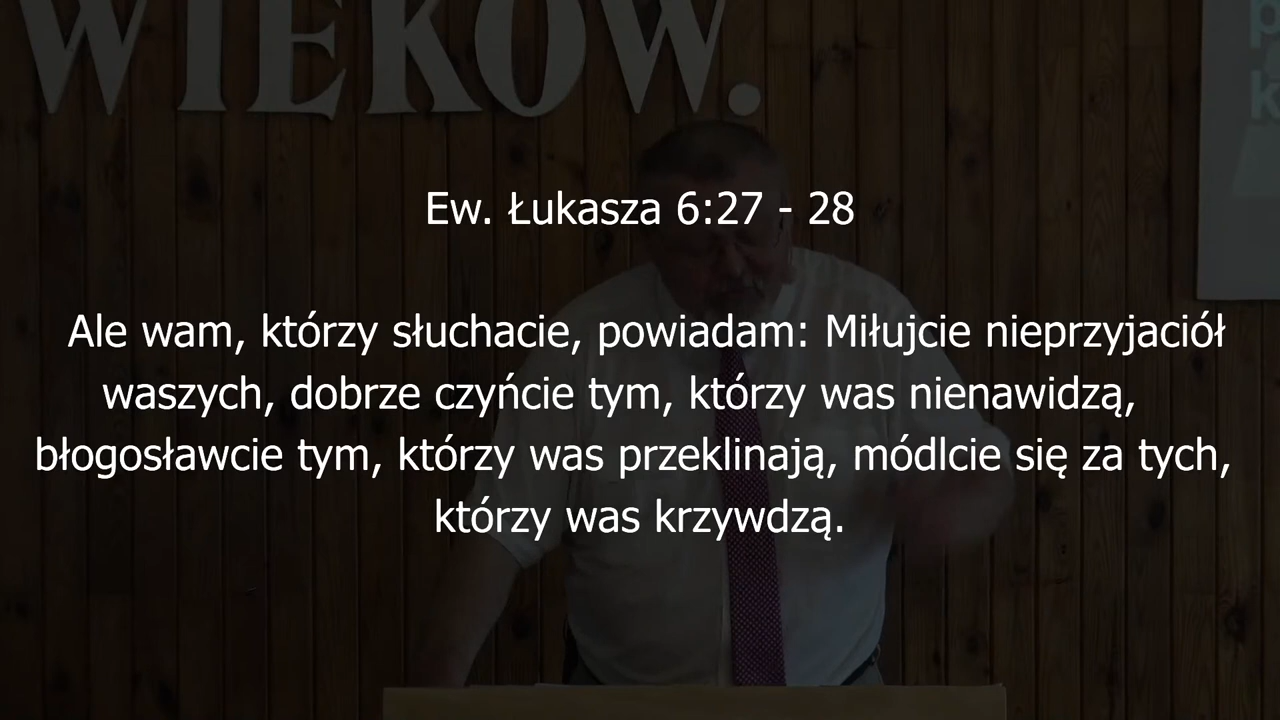 WIEKÓW.
p
k
Ew. Łukasza 6:27 - 28
Ale wam, którzy słuchacie, powiadam: Miłujcie nieprzyjaciół
waszych, dobrze czyńcie tym, którzy was nienawidzą,
błogosławcie tym, którzy was przeklinają, módlcie się za tych,
którzy was krzywdzą.